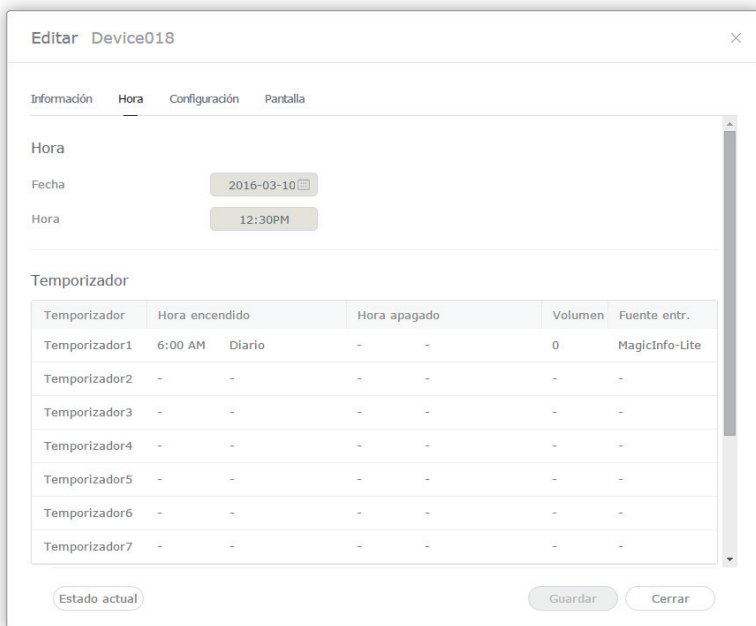 Editar Device018
Información Hora Configuración Pantalla
Hora
Fecha 2016-03-10
Hora 12:30PM
Temporizador
Temporizador Hora encendido Hora apagado Volumen Fuente entr.
Temporizador1 6:00 AM Diario - - 0 MagicInfo-Lite
Temporizador2 - - - - - -
Temporizador3 - - - - - -
Temporizador4 - - - - - -
Temporizador5 - - - - - -
Temporizador6 - - - - - -
Temporizador7 - - - - - -
Estado actual Guardar Cerrar